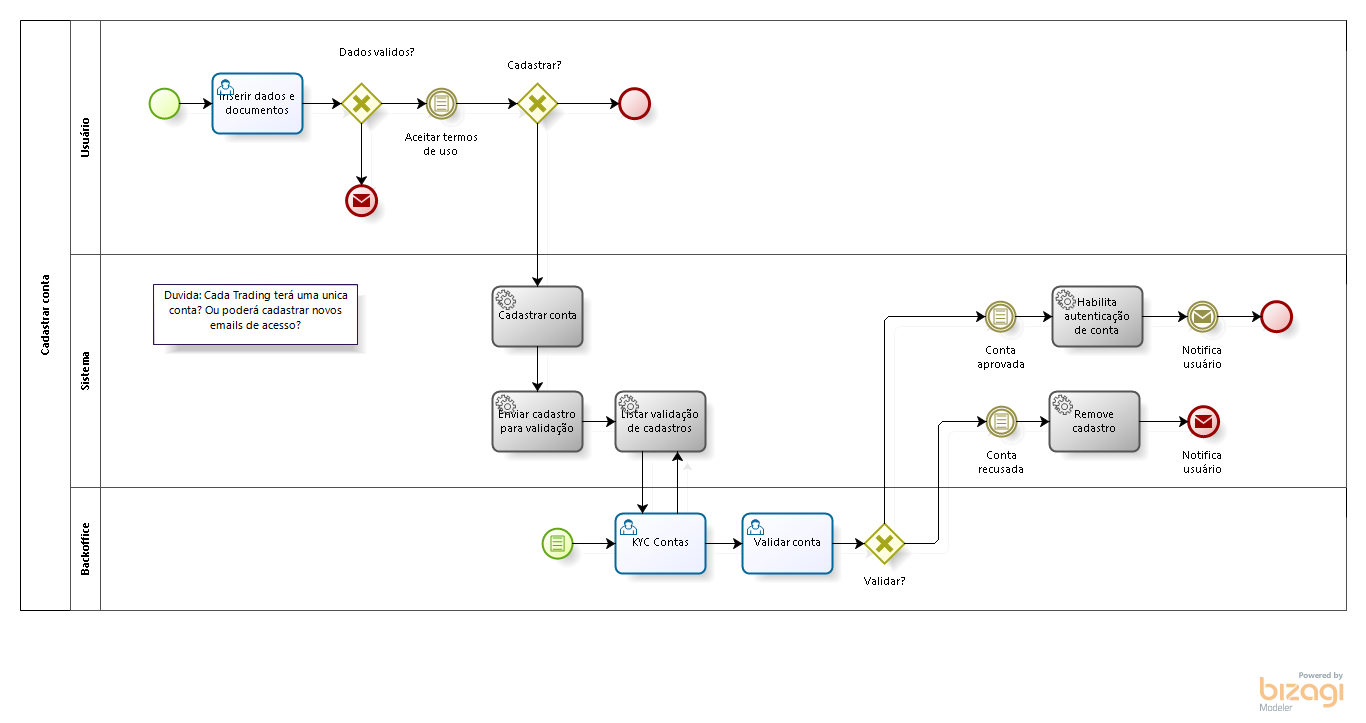 Cadastrar conta
Usuário
Dados validos?
Cadastrar?
Inserir dados e
documentos
Aceitar termos
de uso
Sistema
Duvida: Cada Trading terá uma unica
conta? Ou poderá cadastrar novos
emails de acesso?
Cadastrar conta
Enviar cadastro
para validação
Listar validação
de cadastros
Conta
aprovada
Habilita
autenticação
de conta
Notifica
usuário
Conta
recusada
Remove
cadastro
Notifica
usuário
Backoffice
KYC Contas
Validar conta
Validar?
Powered by
bizagi
Modeler